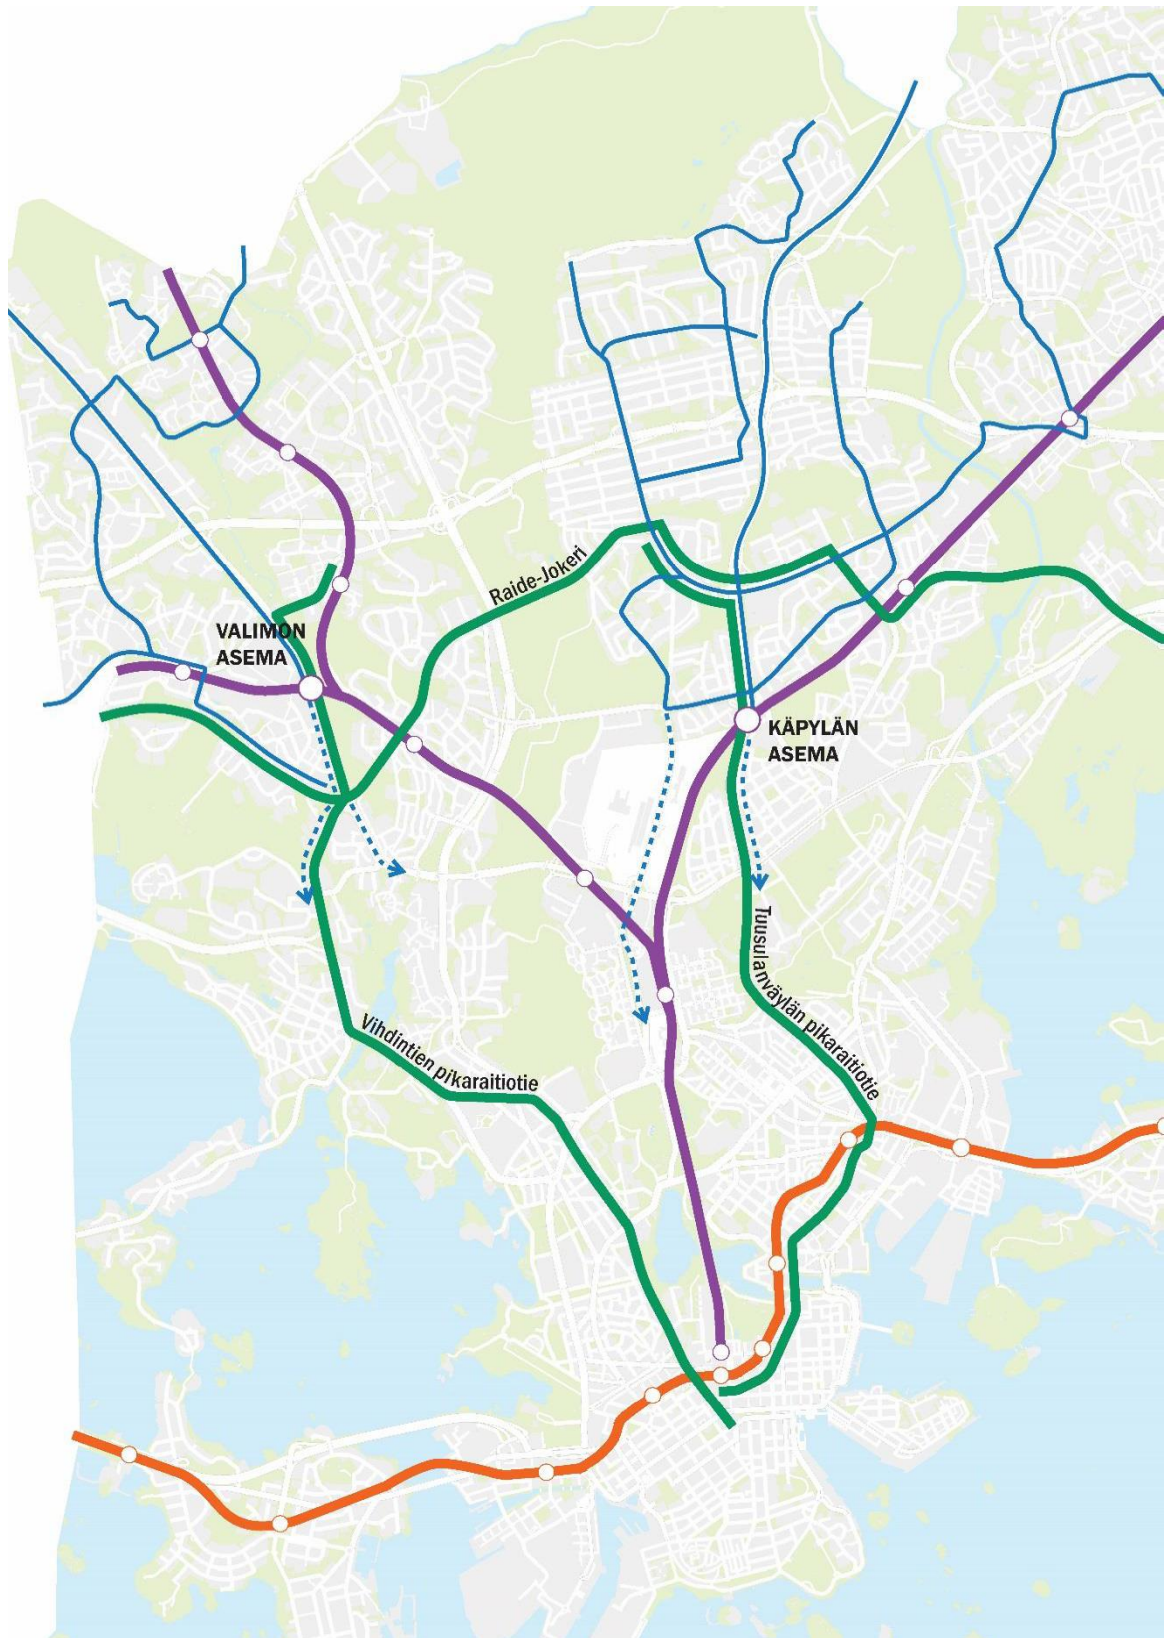 Raide-Jokeri
VALIMON
ASEMA
KÄPYLÄN
ASEMA
Tuusulanväylän pikaraitiotie
Vihdintien pikaraitiotie